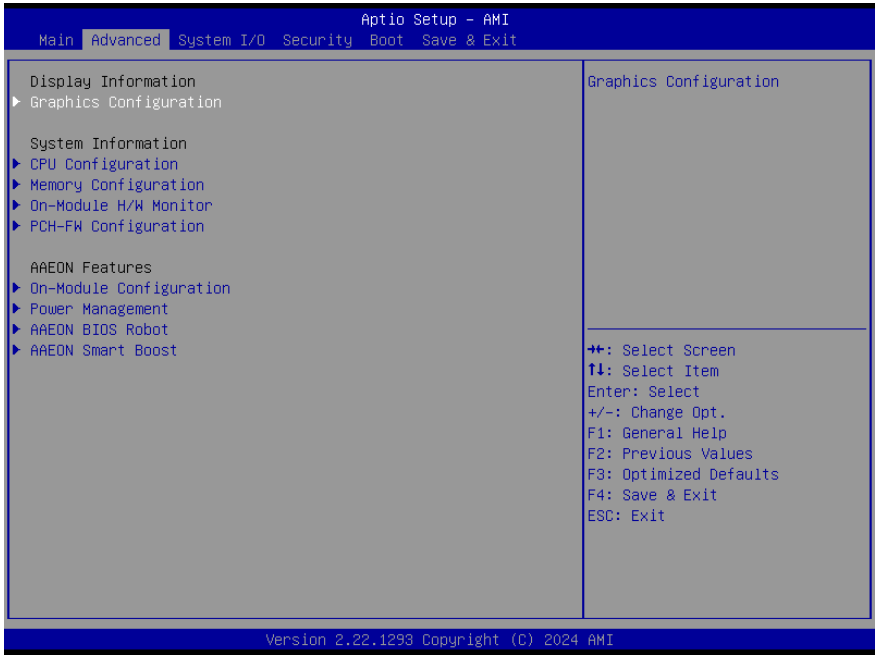 Aptio Setup – AMI
Main Advanced System I/O Security Boot Save & Exit
Display Information
Graphics Configuration
System Information
CPU Configuration
Memory Configuration
On-Module H/W Monitor
PCH-FW Configuration
AAEON Features
On-Module Configuration
Power Management
AAEON BIOS Robot
AAEON Smart Boost
Graphics Configuration
→←: Select Screen
↑↓: Select Item
Enter: Select
+/-: Change Opt.
F1: General Help
F2: Previous Values
F3: Optimized Defaults
F4: Save & Exit
ESC: Exit
Version 2.22.1293 Copyright (C) 2024 AMI